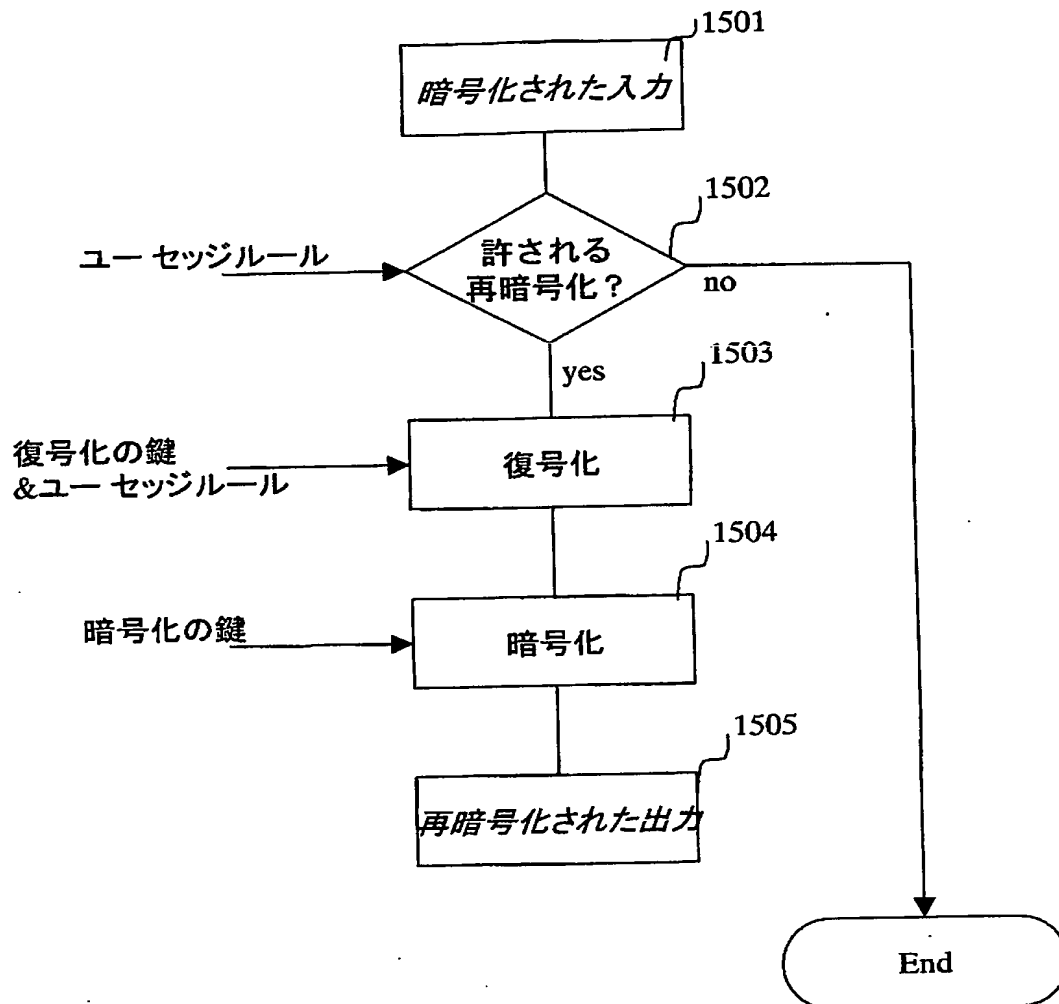 1501
暗号化された入力
1502
ユーセッジルール
許される
再暗号化？
no
yes
1503
復号化の鍵
&ユーセッジルール
復号化
1504
暗号化の鍵
暗号化
1505
再暗号化された出力
End